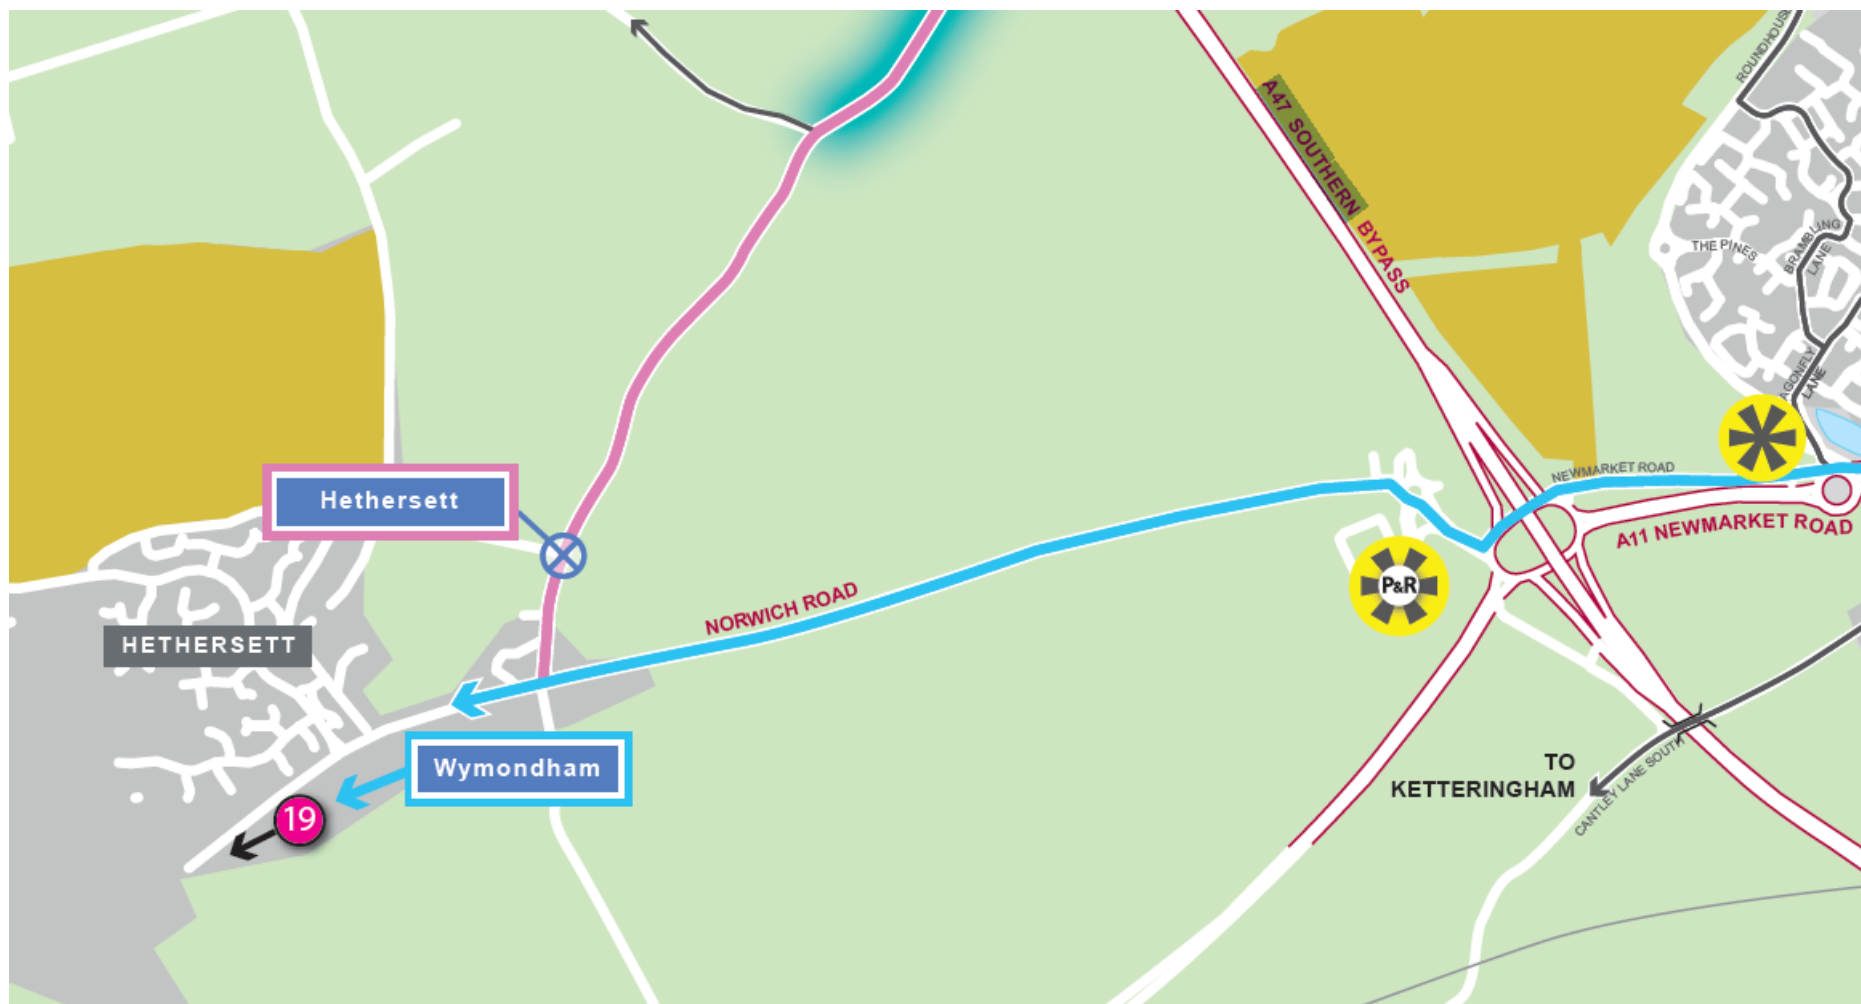 ROUNDHOUSE
A47 SOUTHERN BYPASS
THE PINES
BRAMBLING
LANE
AGONFLY
LANE
NEWMARKET ROAD
Hethersett
A11 NEWMARKET ROAD
P&R
NORWICH ROAD
HETHERSETT
Wymondham
TO
KETTERINGHAM
CANTLEY LANE SOUTH
19